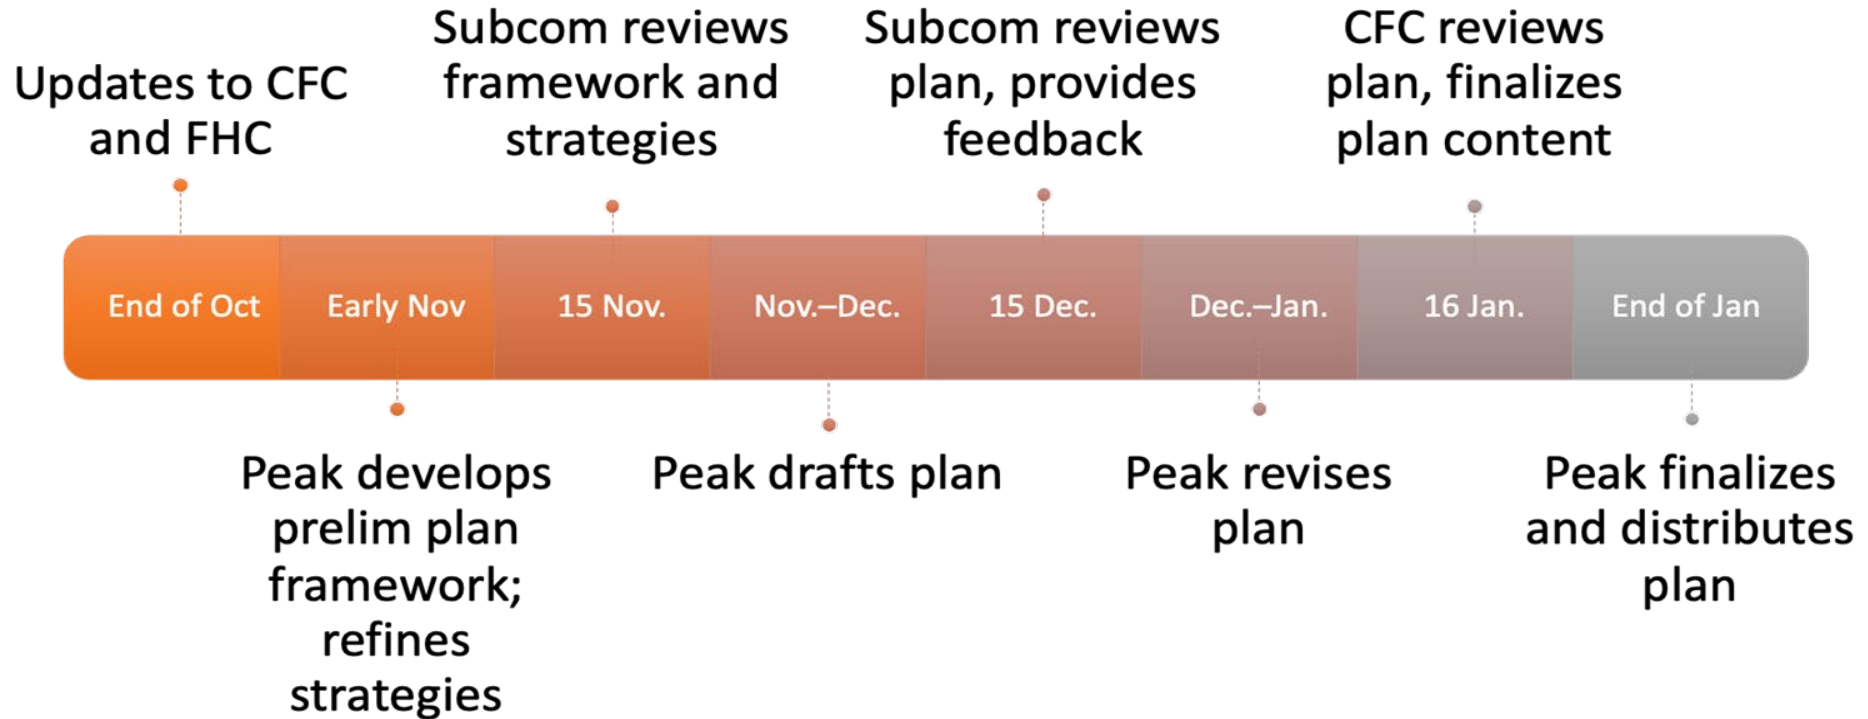 Updates to CFC
and FHC
Subcom reviews
framework and
strategies
Subcom reviews
plan, provides
feedback
CFC reviews
plan, finalizes
plan content
End of Oct
Early Nov
15 Nov.
Nov.–Dec.
15 Dec.
Dec.–Jan.
16 Jan.
End of Jan
Peak develops
prelim plan
framework;
refines
strategies
Peak drafts plan
Peak revises
plan
Peak finalizes
and distributes
plan